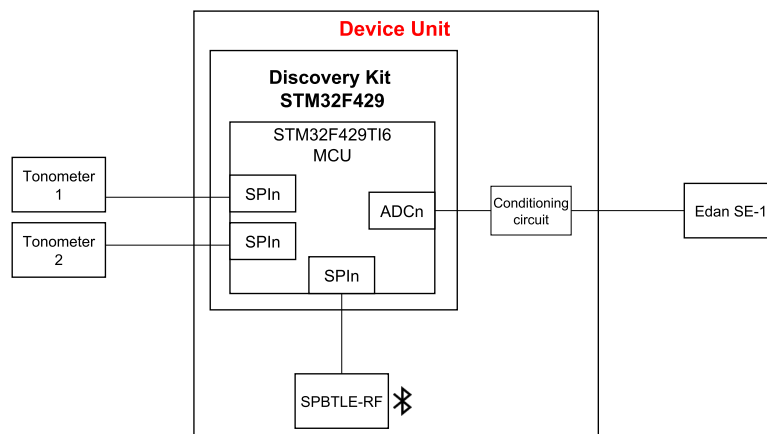 Device Unit
Discovery Kit
STM32F429
STM32F429TI6
MCU
Tonometer
1
SPIn
ADCn
Conditioning
circuit
Edan SE-1
Tonometer
2
SPIn
SPIn
SPBTLE-RF